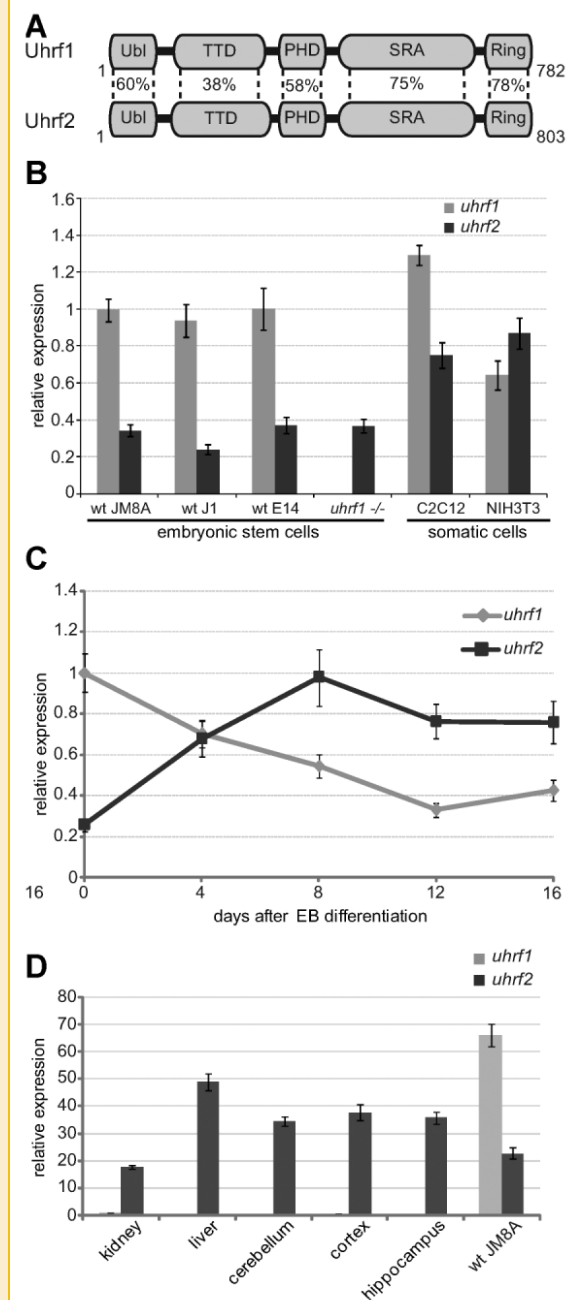 A
Uhrf1
Ubl TTD PHD SRA Ring
1 782
60% 38% 58% 75% 78%
Uhrf2
Ubl TTD PHD SRA Ring
1 803
B
relative expression
1.6
1.4
1.2
1
0.8
0.6
0.4
0.2
0
uhrf1
uhrf2
wt JM8A wt J1 wt E14 uhrf1 -/- C2C12 NIH3T3
embryonic stem cells somatic cells
C
relative expression
1.4
1.2
1
0.8
0.6
0.4
0.2
0
uhrf1
uhrf2
16 0 4 8 12 16
days after EB differentiation
D
uhrf1
uhrf2
relative expression
80
70
60
50
40
30
20
10
0
kidney liver cerebellum cortex hippocampus wt JM8A